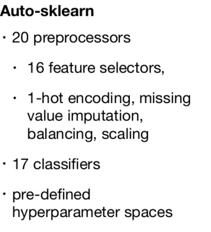 Auto-sklearn
· 20 preprocessors
· 16 feature selectors,
· 1-hot encoding, missing
value imputation,
balancing, scaling
· 17 classifiers
· pre-defined
hyperparameter spaces